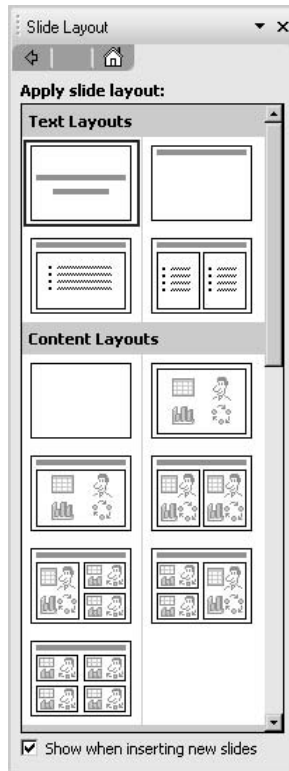 Slide Layout
Apply slide layout:
Text Layouts
Content Layouts
Show when inserting new slides